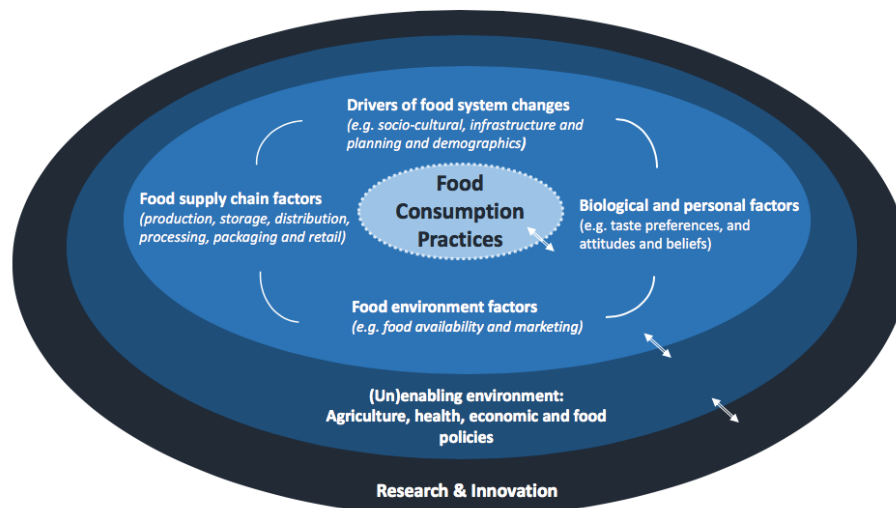 Drivers of food system changes
(e.g. socio-cultural, infrastructure and
planning and demographics)
Food supply chain factors
(production, storage, distribution,
processing, packaging and retail)
Food
Consumption
Practices
Biological and personal factors
(e.g. taste preferences, and
attitudes and beliefs)
Food environment factors
(e.g. food availability and marketing)
(Un)enabling environment:
Agriculture, health, economic and food
policies
Research & Innovation